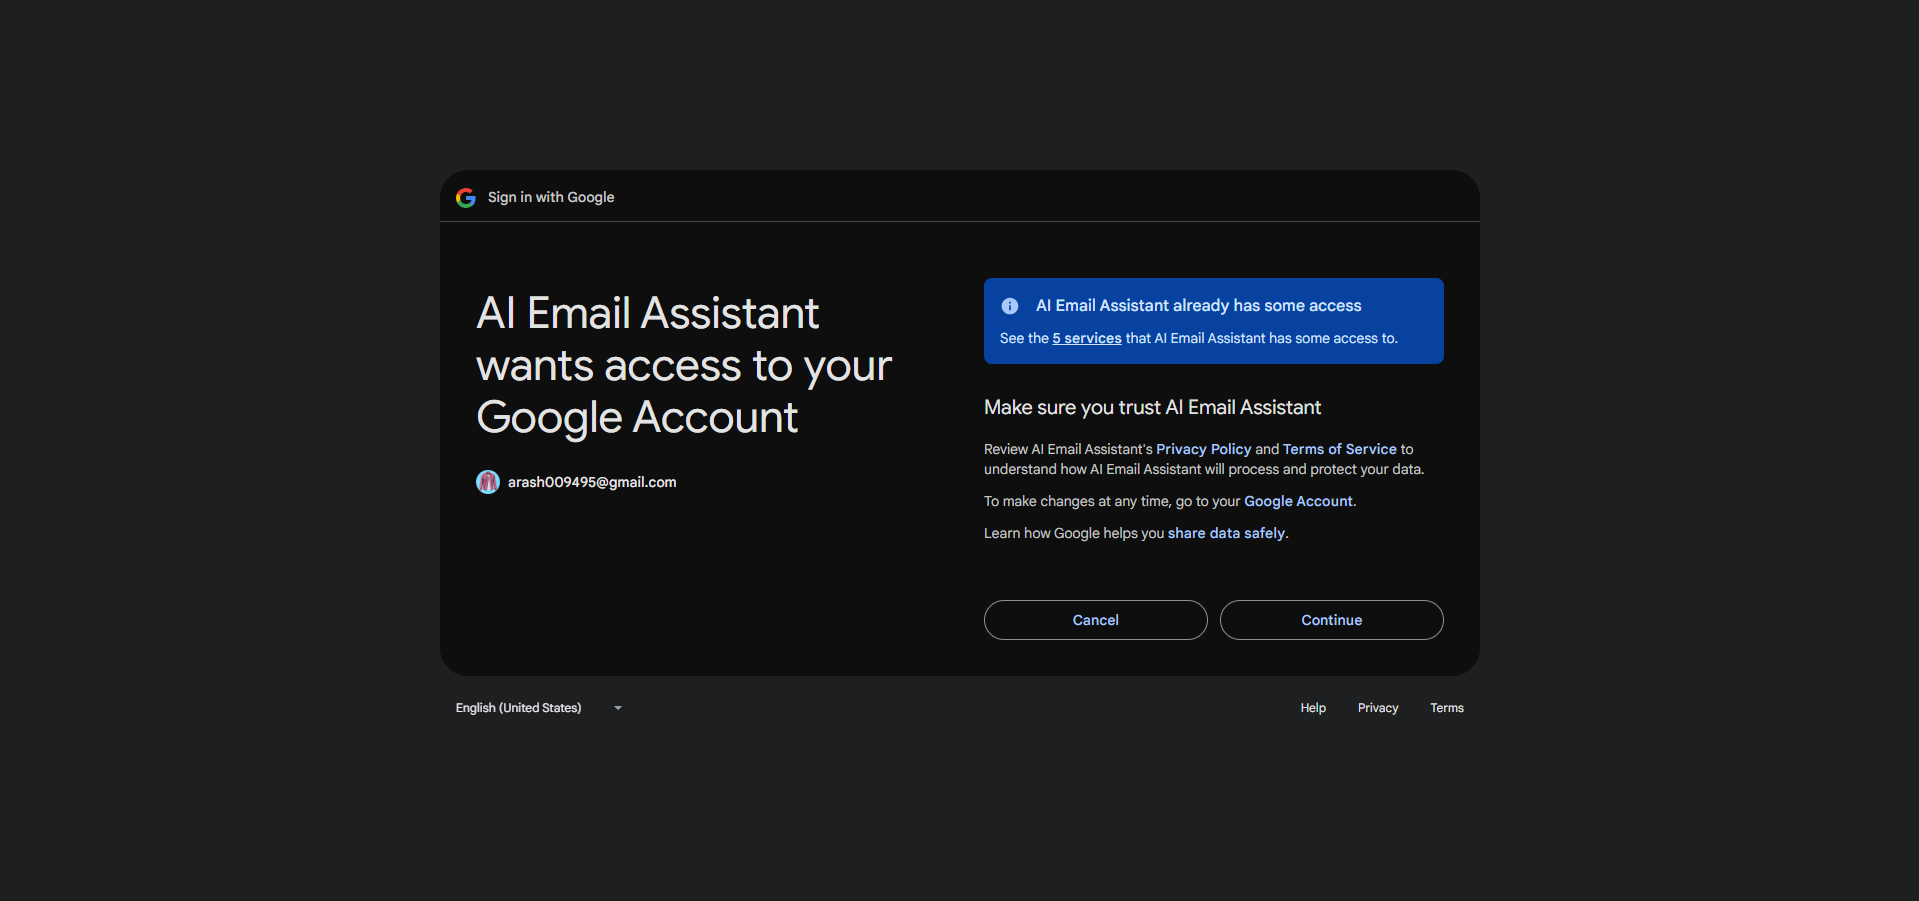 Sign in with Google
AI Email Assistant
wants access to your
Google Account
arash009495@gmail.com
AI Email Assistant already has some access
See the 5 services that AI Email Assistant has some access to.
Make sure you trust AI Email Assistant
Review AI Email Assistant's Privacy Policy and Terms of Service to
understand how AI Email Assistant will process and protect your data.
To make changes at any time, go to your Google Account.
Learn how Google helps you share data safely.
Cancel
Continue
English (United States)
Help
Privacy
Terms